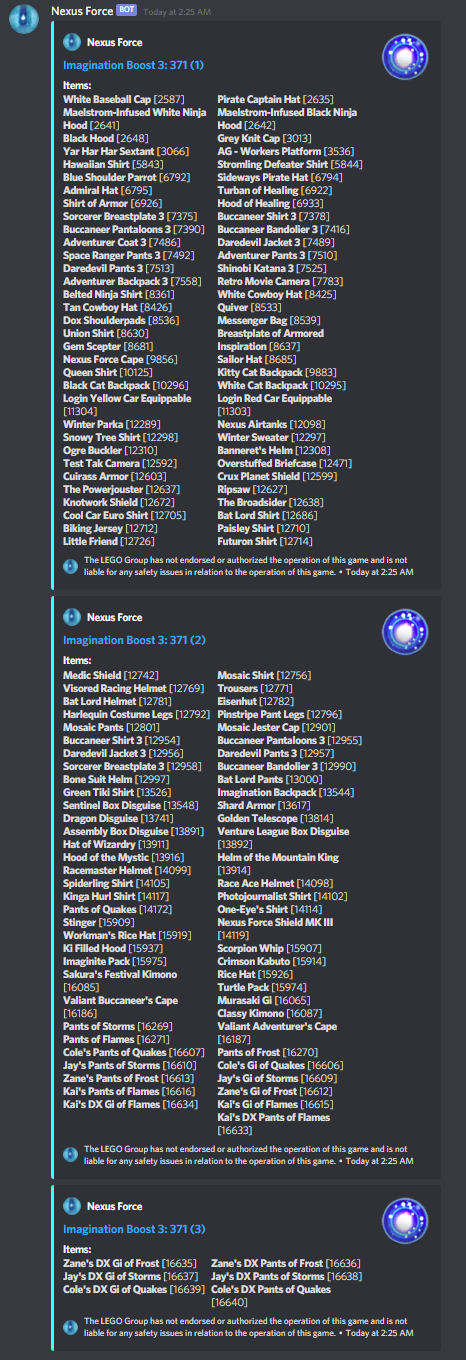 Nexus Force BOT Today at 2:25 AM
Nexus Force
Imagination Boost 3: 371 (1)
Items:
White Baseball Cap [2587]
Maelstrom-Infused White Ninja
Hood [2641]
Black Hood [2648]
Yar Har Har Sextant [3066]
Hawaiian Shirt [5843]
Blue Shoulder Parrot [6792]
Admiral Hat [6795]
Shirt of Armor [6926]
Sorcerer Breastplate 3 [7375]
Buccaneer Pantaloons 3 [7390]
Adventurer Coat 3 [7486]
Space Ranger Pants 3 [7492]
Daredevil Pants 3 [7513]
Adventurer Backpack 3 [7558]
Belted Ninja Shirt [8361]
Tan Cowboy Hat [8426]
Dox Shoulderpads [8536]
Union Shirt [8630]
Gem Scepter [8681]
Nexus Force Cape [9856]
Queen Shirt [10125]
Black Cat Backpack [10296]
Login Yellow Car Equippable
[11304]
Winter Parka [12289]
Snowy Tree Shirt [12298]
Ogre Buckler [12310]
Test Tak Camera [12592]
Cuirass Armor [12603]
The Powerjouster [12637]
Knotwork Shield [12672]
Cool Car Euro Shirt [12705]
Biking Jersey [12712]
Little Friend [12726]
Pirate Captain Hat [2635]
Maelstrom-Infused Black Ninja
Hood [2642]
Grey Knit Cap [3013]
AG - Workers Platform [3536]
Stromling Defeater Shirt [5844]
Sideways Pirate Hat [6794]
Turban of Healing [6922]
Hood of Healing [6933]
Buccaneer Shirt 3 [7378]
Buccaneer Bandolier 3 [7416]
Daredevil Jacket 3 [7489]
Adventurer Pants 3 [7510]
Shinobi Katana 3 [7525]
Retro Movie Camera [7783]
White Cowboy Hat [8425]
Quiver [8533]
Messenger Bag [8539]
Breastplate of Armored
Inspiration [8637]
Sailor Hat [8685]
Kitty Cat Backpack [9883]
White Cat Backpack [10295]
Login Red Car Equippable
[11303]
Nexus Airtanks [12098]
Winter Sweater [12297]
Banneret's Helm [12308]
Overstuffed Briefcase [12471]
Crux Planet Shield [12599]
Ripsaw [12627]
The Broadsider [12638]
Bat Lord Shirt [12686]
Paisley Shirt [12710]
Futuron Shirt [12714]
The LEGO Group has not endorsed or authorized the operation of this game and is not
liable for any safety issues in relation to the operation of this game. • Today at 2:25 AM
Nexus Force
Imagination Boost 3: 371 (2)
Items:
Medic Shield [12742]
Visored Racing Helmet [12769]
Bat Lord Helmet [12781]
Harlequin Costume Legs [12792]
Mosaic Pants [12801]
Buccaneer Shirt 3 [12954]
Daredevil Jacket 3 [12956]
Sorcerer Breastplate 3 [12958]
Bone Suit Helm [12997]
Green Tiki Shirt [13526]
Sentinel Box Disguise [13548]
Dragon Disguise [13741]
Assembly Box Disguise [13891]
Hat of Wizardry [13911]
Hood of the Mystic [13916]
Racemaster Helmet [14099]
Spiderling Shirt [14105]
Kinga Hurl Shirt [14117]
Pants of Quakes [14172]
Stinger [15909]
Workman's Rice Hat [15919]
Ki Filled Hood [15937]
Imaginite Pack [15975]
Sakura's Festival Kimono
[16085]
Valiant Buccaneer's Cape
[16186]
Pants of Storms [16269]
Pants of Flames [16271]
Cole's Pants of Quakes [16607]
Jay's Pants of Storms [16610]
Zane's Pants of Frost [16613]
Kai's Pants of Flames [16616]
Kai's DX Gi of Flames [16634]
Mosaic Shirt [12756]
Trousers [12771]
Eisenhut [12782]
Pinstripe Pant Legs [12796]
Mosaic Jester Cap [12901]
Buccaneer Pantaloons 3 [12955]
Daredevil Pants 3 [12957]
Buccaneer Bandolier 3 [12990]
Bat Lord Pants [13000]
Imagination Backpack [13544]
Shard Armor [13617]
Golden Telescope [13814]
Venture League Box Disguise
[13892]
Helm of the Mountain King
[13914]
Race Ace Helmet [14098]
Photojournalist Shirt [14102]
One-Eye's Shirt [14114]
Nexus Force Shield MK III
[14119]
Scorpion Whip [15907]
Crimson Kabuto [15914]
Rice Hat [15926]
Turtle Pack [15974]
Murasaki Gi [16065]
Classy Kimono [16087]
Valiant Adventurer's Cape
[16187]
Pants of Frost [16270]
Cole's Gi of Quakes [16606]
Jay's Gi of Storms [16609]
Zane's Gi of Frost [16612]
Kai's Gi of Flames [16615]
Kai's DX Pants of Flames
[16633]
The LEGO Group has not endorsed or authorized the operation of this game and is not
liable for any safety issues in relation to the operation of this game. • Today at 2:25 AM
Nexus Force
Imagination Boost 3: 371 (3)
Items:
Zane's DX Gi of Frost [16635]
Jay's DX Gi of Storms [16637]
Cole's DX Gi of Quakes [16639]
Zane's DX Pants of Frost [16636]
Jay's DX Pants of Storms [16638]
Cole's DX Pants of Quakes
[16640]
The LEGO Group has not endorsed or authorized the operation of this game and is not
liable for any safety issues in relation to the operation of this game. • Today at 2:25 AM